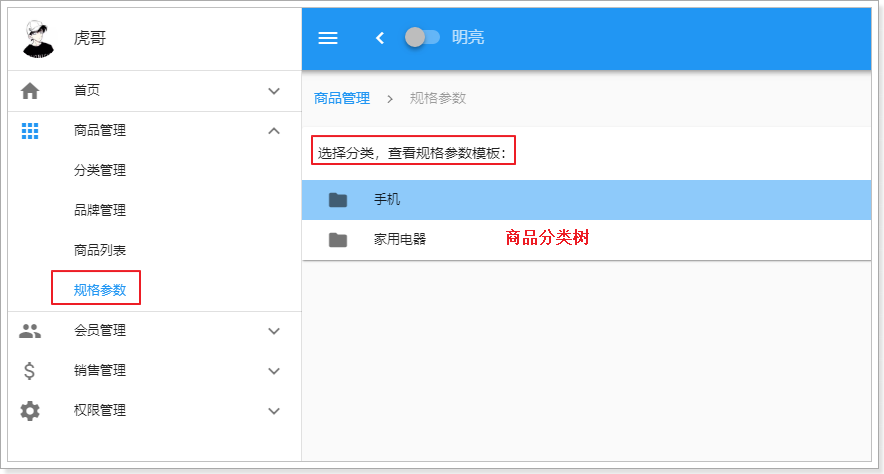 虎哥
首页
商品管理
分类管理
品牌管理
商品列表
规格参数
会员管理
销售管理
权限管理
明亮
商品管理 > 规格参数
选择分类，查看规格参数模板：
手机
家用电器
商品分类树